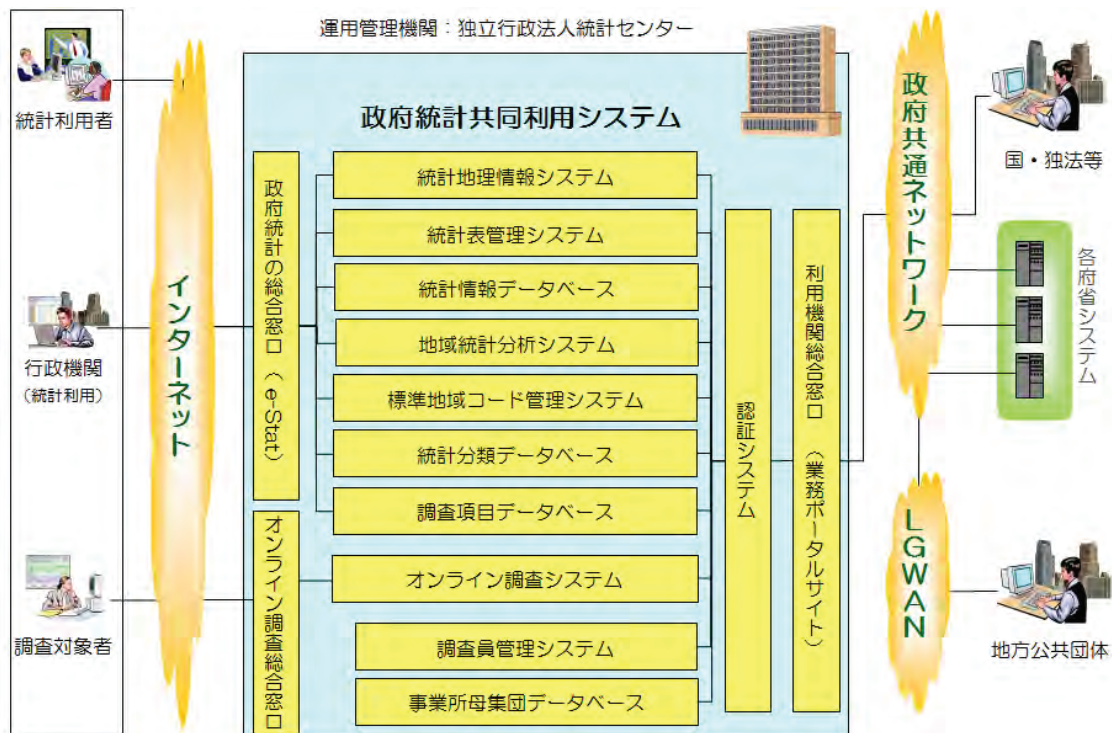 運用管理機関：独立行政法人統計センター
政府統計共同利用システム
統計利用者
行政機関
（統計利用）
調査対象者
インターネット
政府統計の総合窓口（e-Stat）
オンライン調査総合窓口
統計地理情報システム
統計表管理システム
統計情報データベース
地域統計分析システム
標準地域コード管理システム
統計分類データベース
調査項目データベース
オンライン調査システム
調査員管理システム
事業所母集団データベース
認証システム
利用機関総合窓口（業務ポータルサイト）
政府共通ネットワーク
LGWAN
国・独法等
各府省システム
地方公共団体